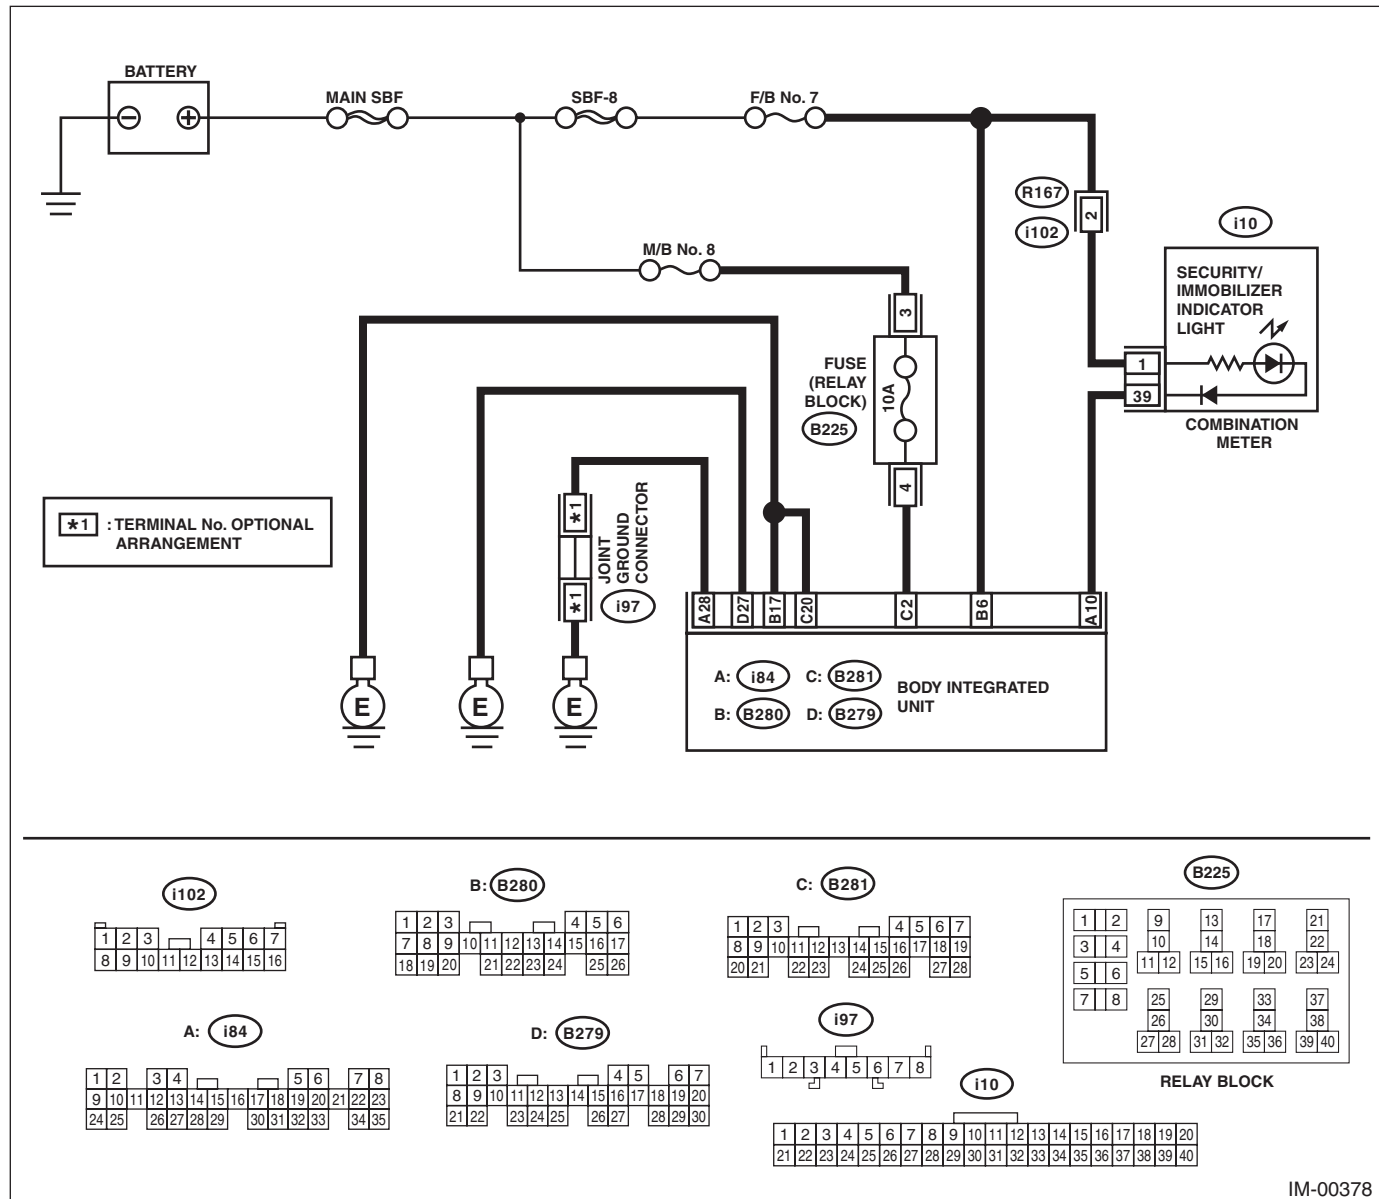 BATTERY
MAIN SBF
SBF-8
F/B No. 7
R167
2
i102
i10
M/B No. 8
SECURITY/
IMMOBILIZER
INDICATOR
LIGHT
3
1
39
FUSE
(RELAY
BLOCK)
10A
B225
COMBINATION
METER
4
*1 : TERMINAL No. OPTIONAL
ARRANGEMENT
*1
JOINT
GROUND
CONNECTOR
*1
i97
A28 D27 B17 C20 C2 B6 A10
A: i84 C: B281
BODY INTEGRATED
UNIT
B: B280 D: B279
E E E
i102
1 2 3 4 5 6 7
8 9 10 11 12 13 14 15 16
B: B280
1 2 3 4 5 6
7 8 9 10 11 12 13 14 15 16 17
18 19 20 21 22 23 24 25 26
C: B281
1 2 3 4 5 6 7
8 9 10 11 12 13 14 15 16 17 18 19
20 21 22 23 24 25 26 27 28
B225
1 2 9 13 17 21
3 4 10 14 18 22
5 6 11 12 15 16 19 20 23 24
7 8 25 29 33 37
26 30 34 38
27 28 31 32 35 36 39 40
RELAY BLOCK
A: i84
1 2 3 4 5 6 7 8
9 10 11 12 13 14 15 16 17 18 19 20 21 22 23
24 25 26 27 28 29 30 31 32 33 34 35
D: B279
1 2 3 4 5 6 7
8 9 10 11 12 13 14 15 16 17 18 19 20
21 22 23 24 25 26 27 28 29 30
i97
1 2 3 4 5 6 7 8
i10
1 2 3 4 5 6 7 8 9 10 11 12 13 14 15 16 17 18 19 20
21 22 23 24 25 26 27 28 29 30 31 32 33 34 35 36 37 38 39 40
IM-00378